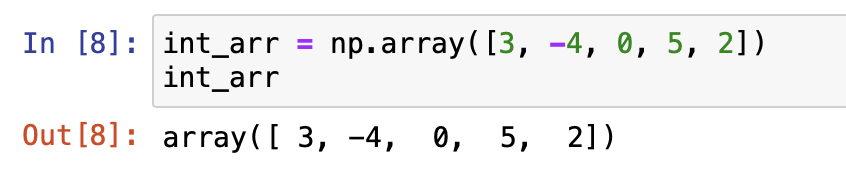 In [8]: int_arr = np.array([3, -4, 0, 5, 2])
int_arr
Out[8]: array([ 3, -4,  0,  5,  2])